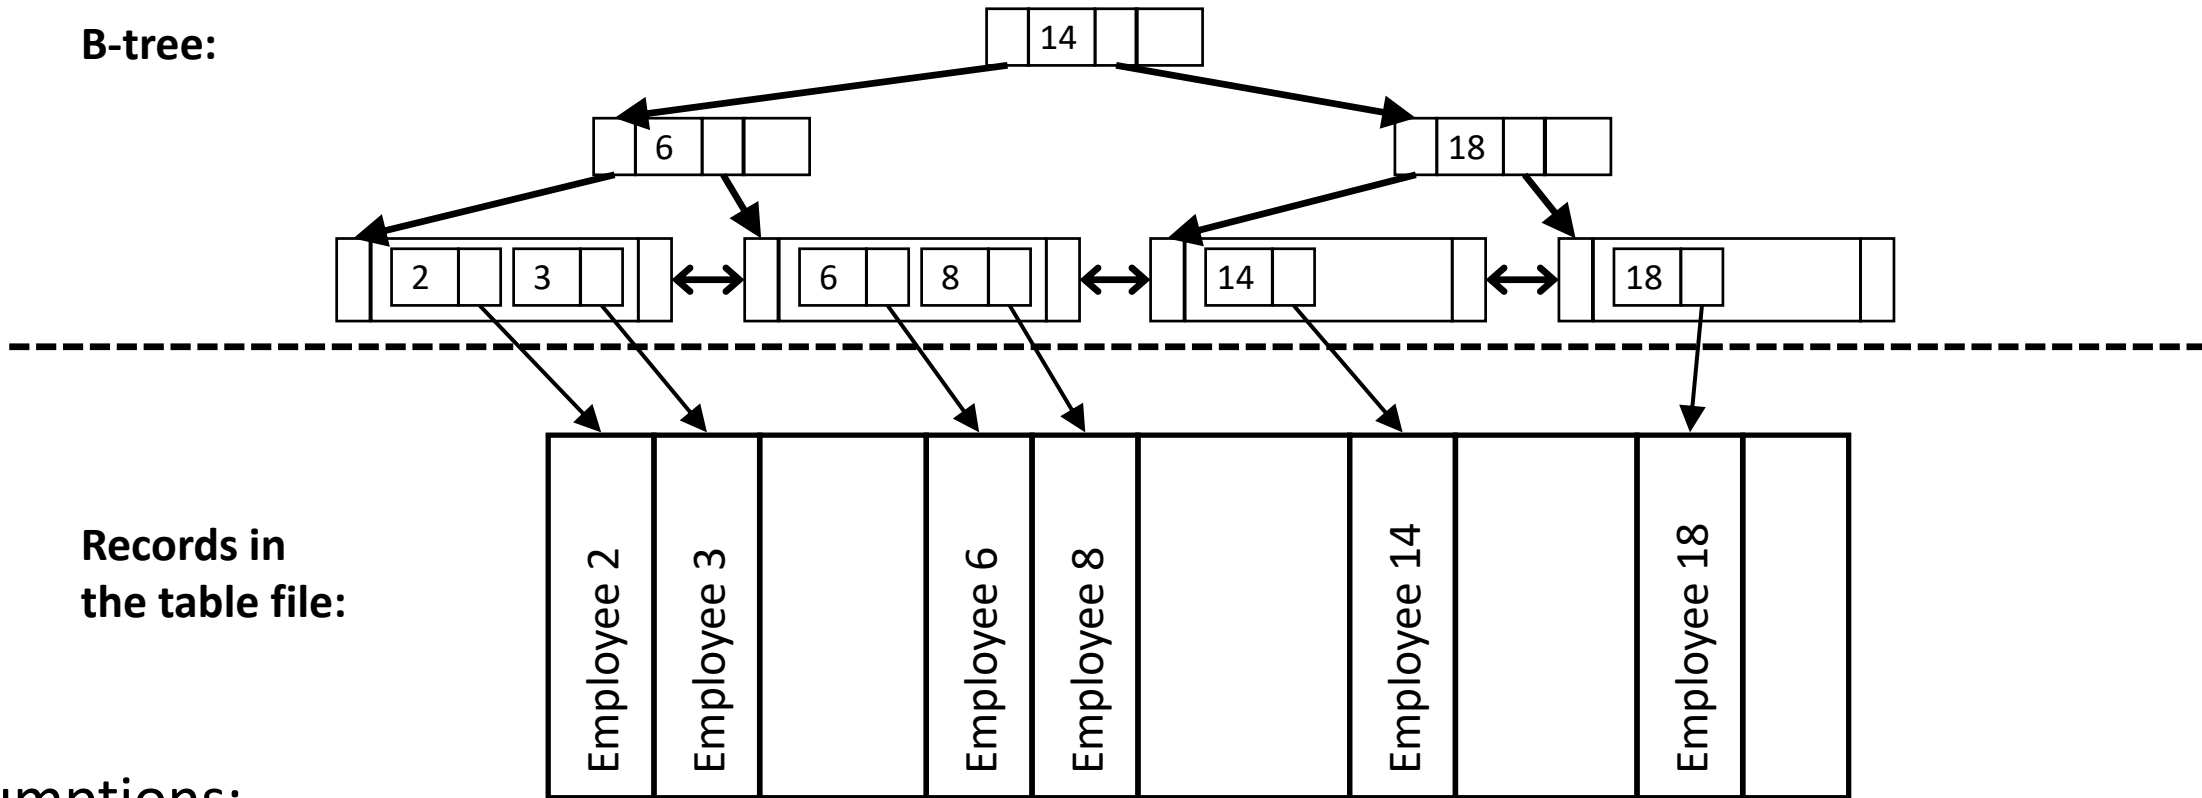 B-tree:
14
6
18
2 3 6 8 14 18
Records in
the table file:
Employee 2
Employee 3
Employee 6
Employee 8
Employee 14
Employee 18